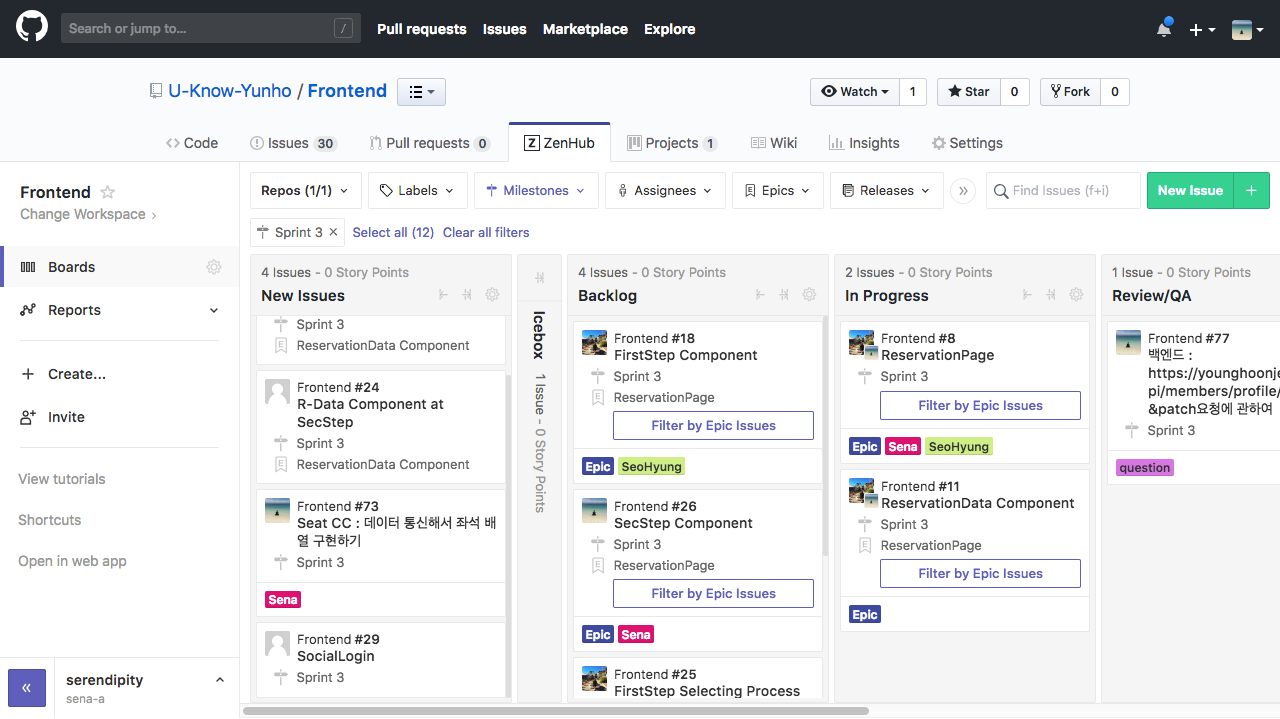 Search or jump to...
/
Pull requests
Issues
Marketplace
Explore
U-Know-Yunho / Frontend
Watch
1
Star
0
Fork
0
Code
Issues 30
Pull requests 0
Z ZenHub
Projects 1
Wiki
Insights
Settings
Frontend
Change Workspace
Boards
Reports
Create...
Invite
View tutorials
Shortcuts
Open in web app
«
serendipity
sena-a
Repos (1/1)
Labels
Milestones
Assignees
Epics
Releases
»
Find Issues (f+i)
New Issue
+
Sprint 3 ×
Select all (12)
Clear all filters
4 Issues - 0 Story Points
New Issues
Sprint 3
E ReservationData Component
Frontend #24
R-Data Component at
SecStep
Sprint 3
E ReservationData Component
Frontend #73
Seat CC : 데이터 통신해서 좌석 배
열 구현하기
Sprint 3
Sena
Frontend #29
SocialLogin
Sprint 3
Icebox
1 Issue - 0 Story Points
4 Issues - 0 Story Points
Backlog
Frontend #18
FirstStep Component
Sprint 3
E ReservationPage
Filter by Epic Issues
Epic SeoHyung
Frontend #26
SecStep Component
Sprint 3
E ReservationPage
Filter by Epic Issues
Epic Sena
Frontend #25
FirstStep Selecting Process
2 Issues - 0 Story Points
In Progress
Frontend #8
ReservationPage
Sprint 3
Filter by Epic Issues
Epic Sena SeoHyung
Frontend #11
ReservationData Component
Sprint 3
E ReservationPage
Filter by Epic Issues
Epic
1 Issue - 0 Story Points
Review/QA
Frontend #77
백엔드 :
https://younghoonje
pi/members/profile/
&patch요청에 관하여
Sprint 3
question